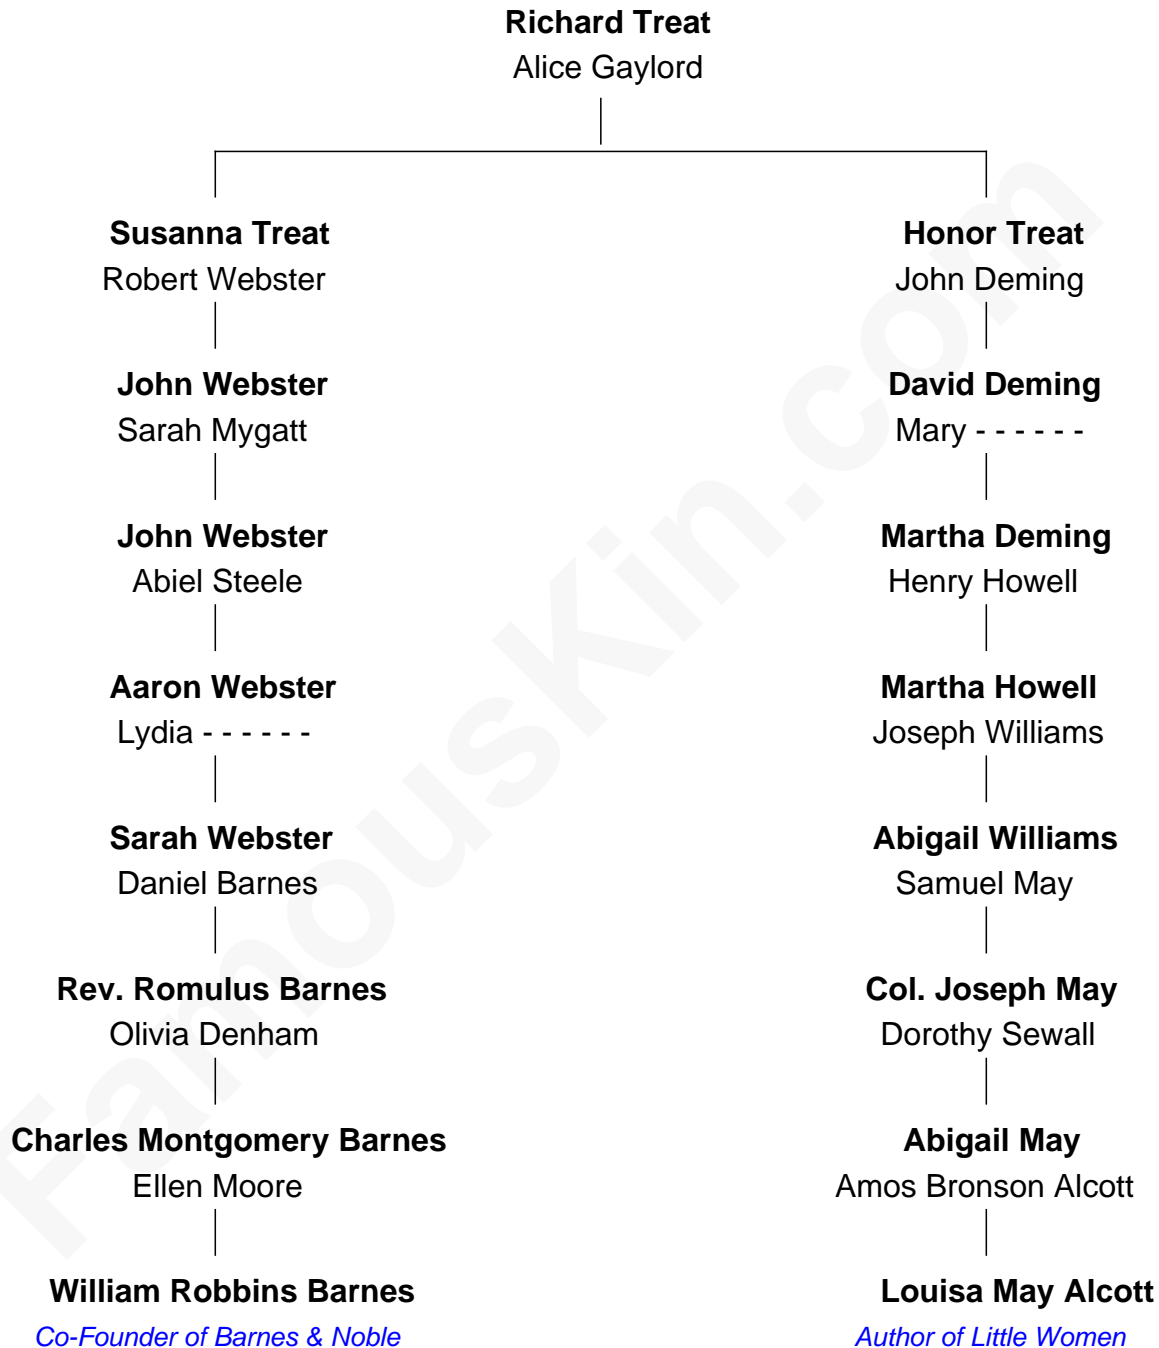 Richard Treat
Alice Gaylord
Susanna Treat
Robert Webster
Honor Treat
John Deming
John Webster
Sarah Mygatt
David Deming
Mary - - - - - -
John Webster
Abiel Steele
Martha Deming
Henry Howell
Aaron Webster
Lydia - - - - - -
Martha Howell
Joseph Williams
Sarah Webster
Daniel Barnes
Abigail Williams
Samuel May
Rev. Romulus Barnes
Olivia Denham
Col. Joseph May
Dorothy Sewall
Charles Montgomery Barnes
Ellen Moore
Abigail May
Amos Bronson Alcott
William Robbins Barnes
Co-Founder of Barnes & Noble
Louisa May Alcott
Author of Little Women
FamousKin.com